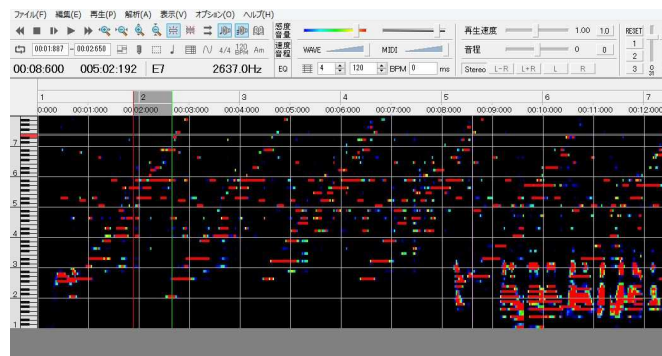 ファイル(F) 編集(E) 再生(P) 解析(A) 表示(V) オプション(O) ヘルプ(H)
感度
音量
再生速度 1.00 1.0 RESET
00:01:887 - 00:02:650 4/4 120 BPM Am
速度
音程
WAVE MIDI 音程 0 0 1
2
00:08:600 005:02:192 E7 2637.0Hz EQ 4 120 BPM 0 ms Stereo L-R L+R L R 3
1 2 3 4 5 6 7
0:000 00:01:000 00:02:000 00:03:000 00:04:000 00:05:000 00:06:000 00:07:000 00:08:000 00:09:000 00:10:000 00:11:000 00:12:000
7
6
5
4
3
2
1